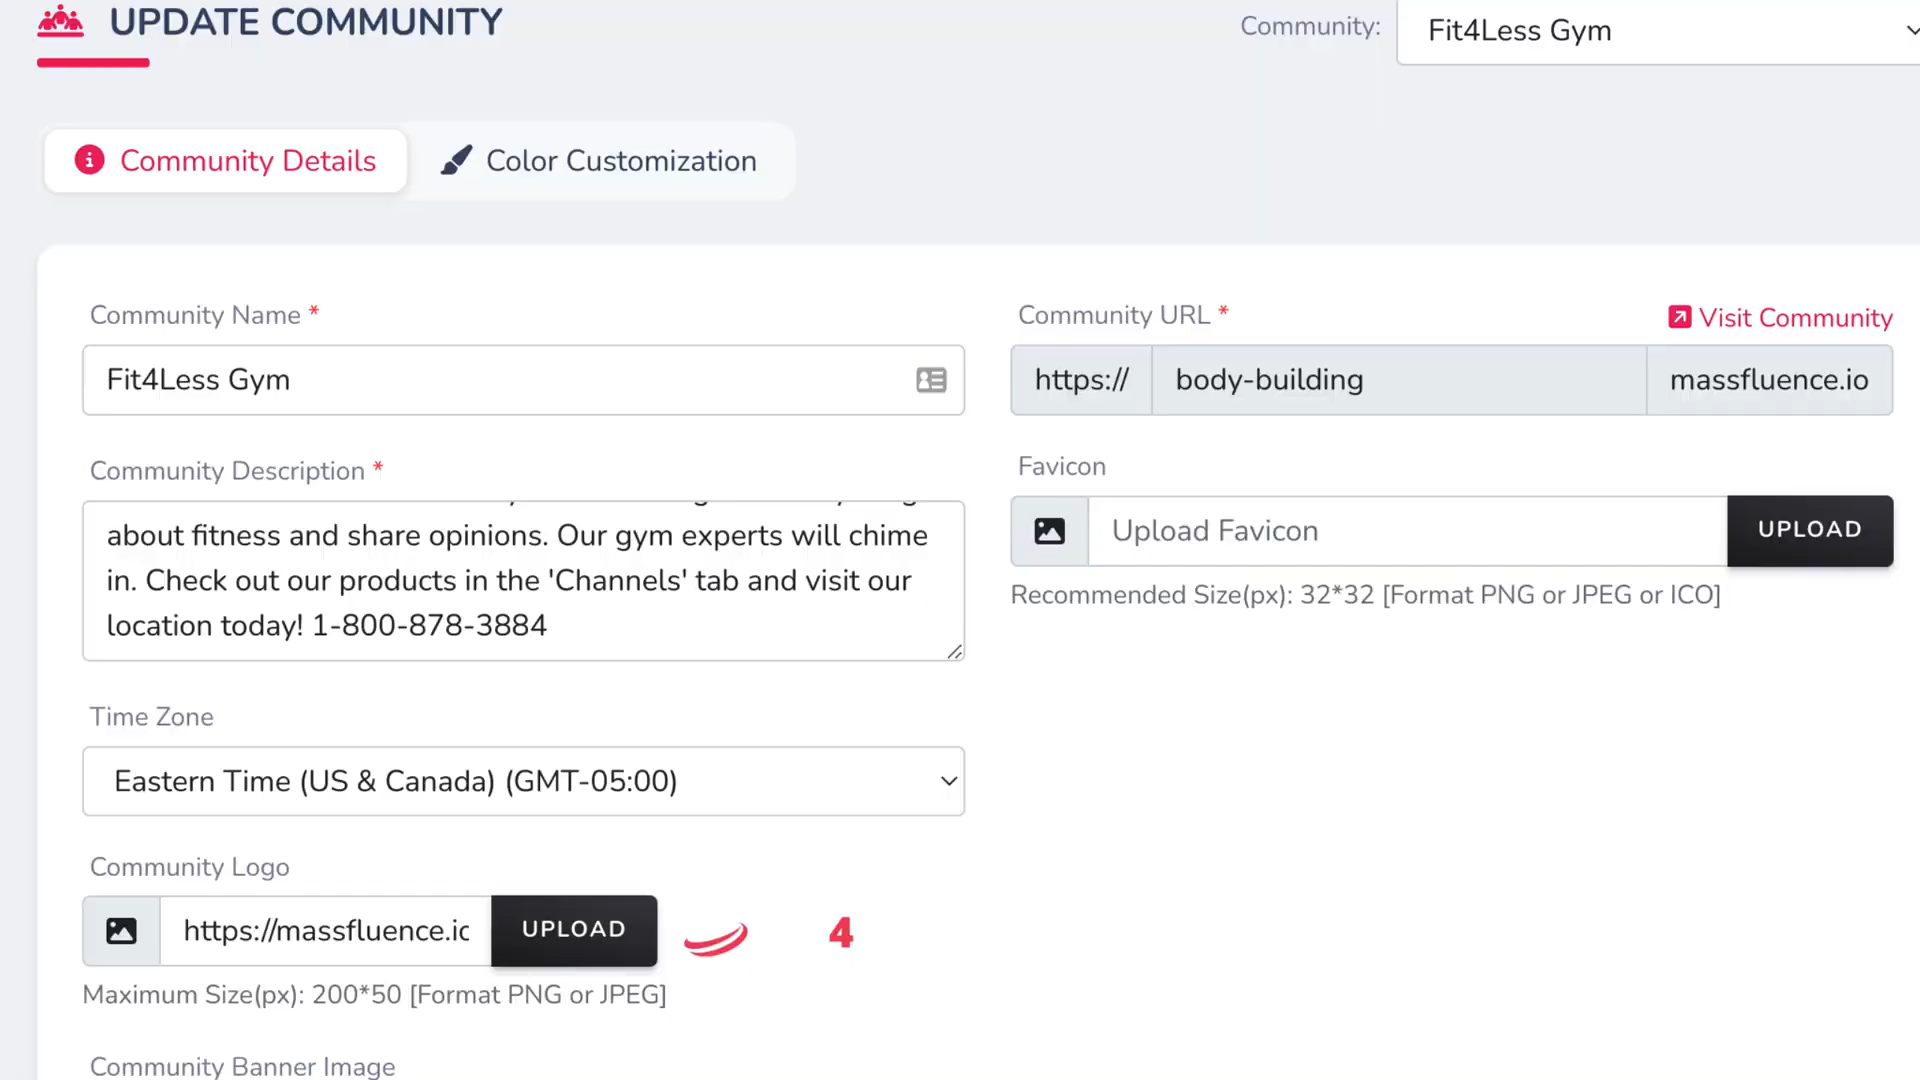 UPDATE COMMUNITY
Community:
Fit4Less Gym
Community Details
Color Customization
Community Name *
Fit4Less Gym
Community URL *
Visit Community
https://
body-building
massfluence.io
Community Description *
about fitness and share opinions. Our gym experts will chime
in. Check out our products in the 'Channels' tab and visit our
location today! 1-800-878-3884
Favicon
Upload Favicon
UPLOAD
Recommended Size(px): 32*32 [Format PNG or JPEG or ICO]
Time Zone
Eastern Time (US & Canada) (GMT-05:00)
Community Logo
https://massfluence.io
UPLOAD
4
Maximum Size(px): 200*50 [Format PNG or JPEG]
Community Banner Image